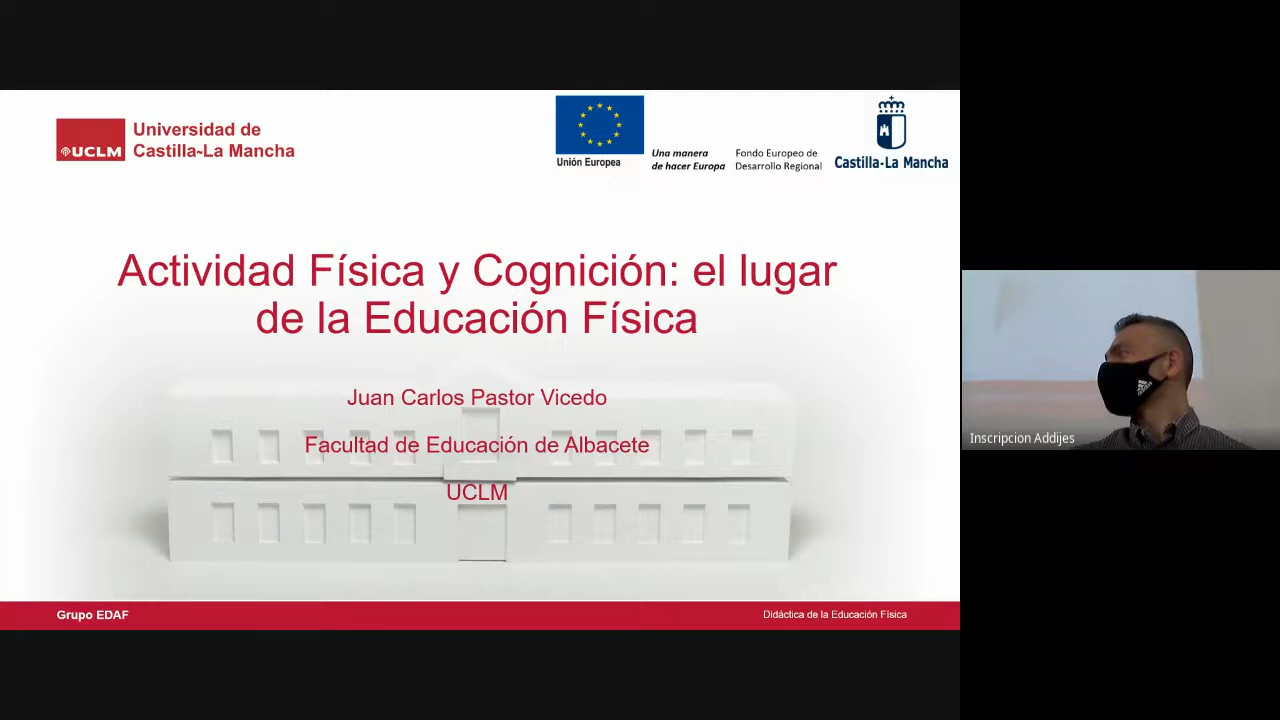 UCLM
Universidad de
Castilla-La Mancha
Unión Europea
Una manera
de hacer Europa
Fondo Europeo de
Desarrollo Regional
Castilla-La Mancha
Actividad Física y Cognición: el lugar
de la Educación Física
Juan Carlos Pastor Vicedo
Facultad de Educación de Albacete
UCLM
Grupo EDAF
Didáctica de la Educación Física
Inscripcion Addijes